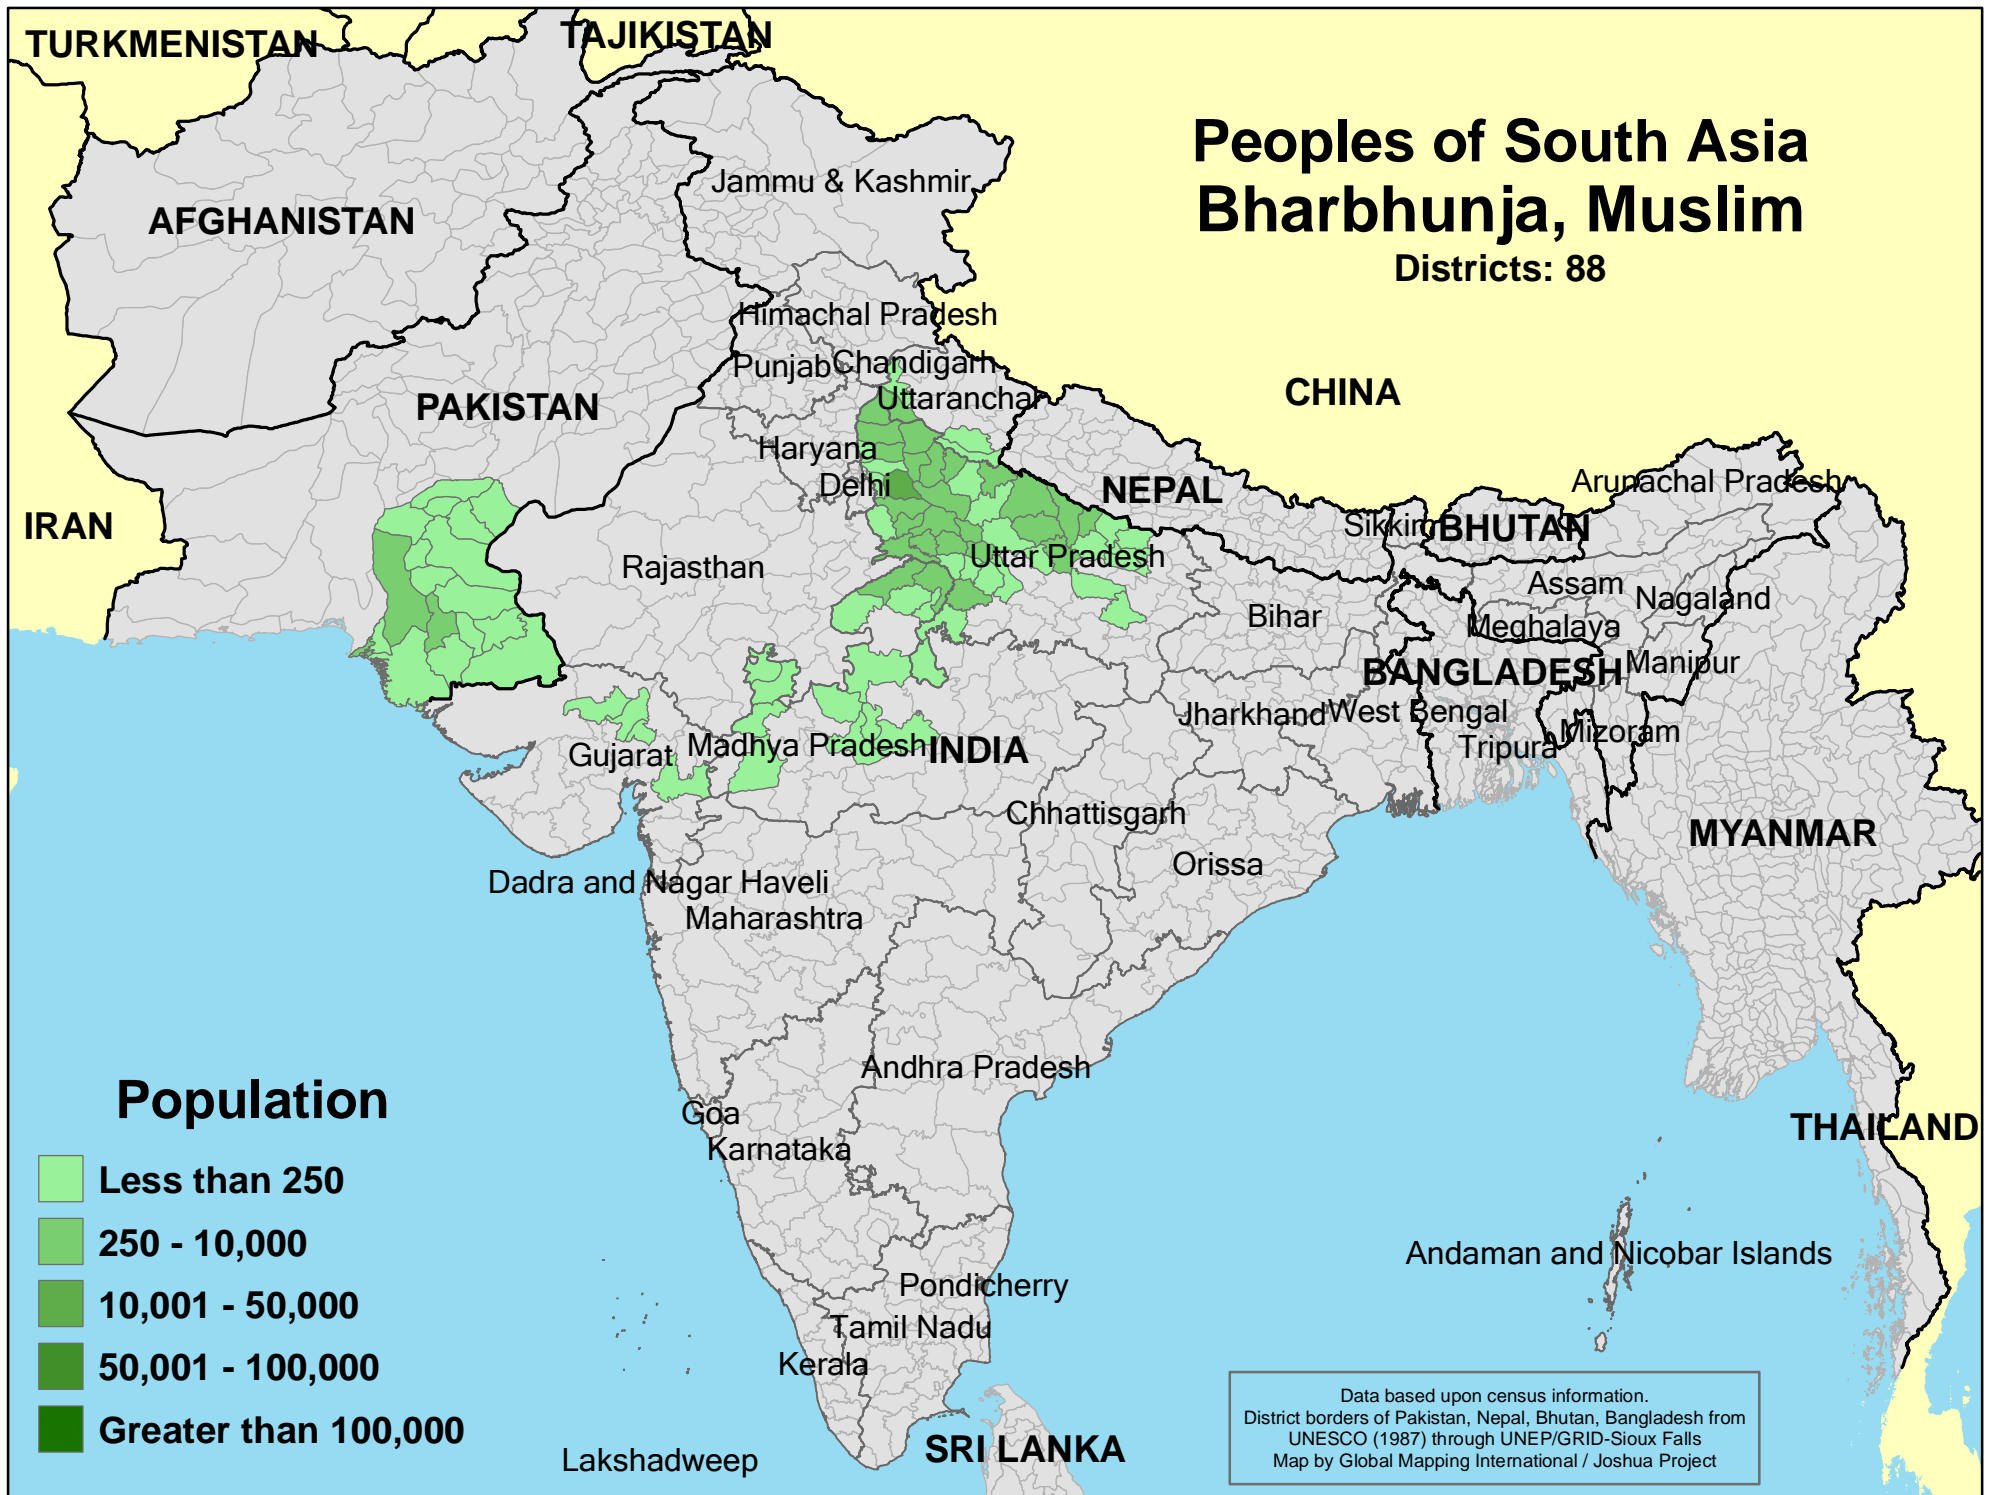 TURKMENISTAN
TAJIKISTAN
Peoples of South Asia
Bharbhunja, Muslim
Districts: 88
Jammu & Kashmir
AFGHANISTAN
Himachal Pradesh
Punjab
Chandigarh
Uttaranchal
CHINA
PAKISTAN
Haryana
Delhi
NEPAL
Arunachal Pradesh
IRAN
Sikkim
BHUTAN
Rajasthan
Uttar Pradesh
Assam
Nagaland
Bihar
Meghalaya
BANGLADESH
Manipur
Jharkhand
West Bengal
Tripura
Mizoram
Gujarat
Madhya Pradesh
INDIA
Chhattisgarh
MYANMAR
Orissa
Dadra and Nagar Haveli
Maharashtra
Andhra Pradesh
Goa
Karnataka
THAILAND
Population
Less than 250
250 - 10,000
10,001 - 50,000
50,001 - 100,000
Greater than 100,000
Andaman and Nicobar Islands
Pondicherry
Tamil Nadu
Kerala
Lakshadweep
SRI LANKA
Data based upon census information.
District borders of Pakistan, Nepal, Bhutan, Bangladesh from
UNESCO (1987) through UNEP/GRID-Sioux Falls
Map by Global Mapping International / Joshua Project